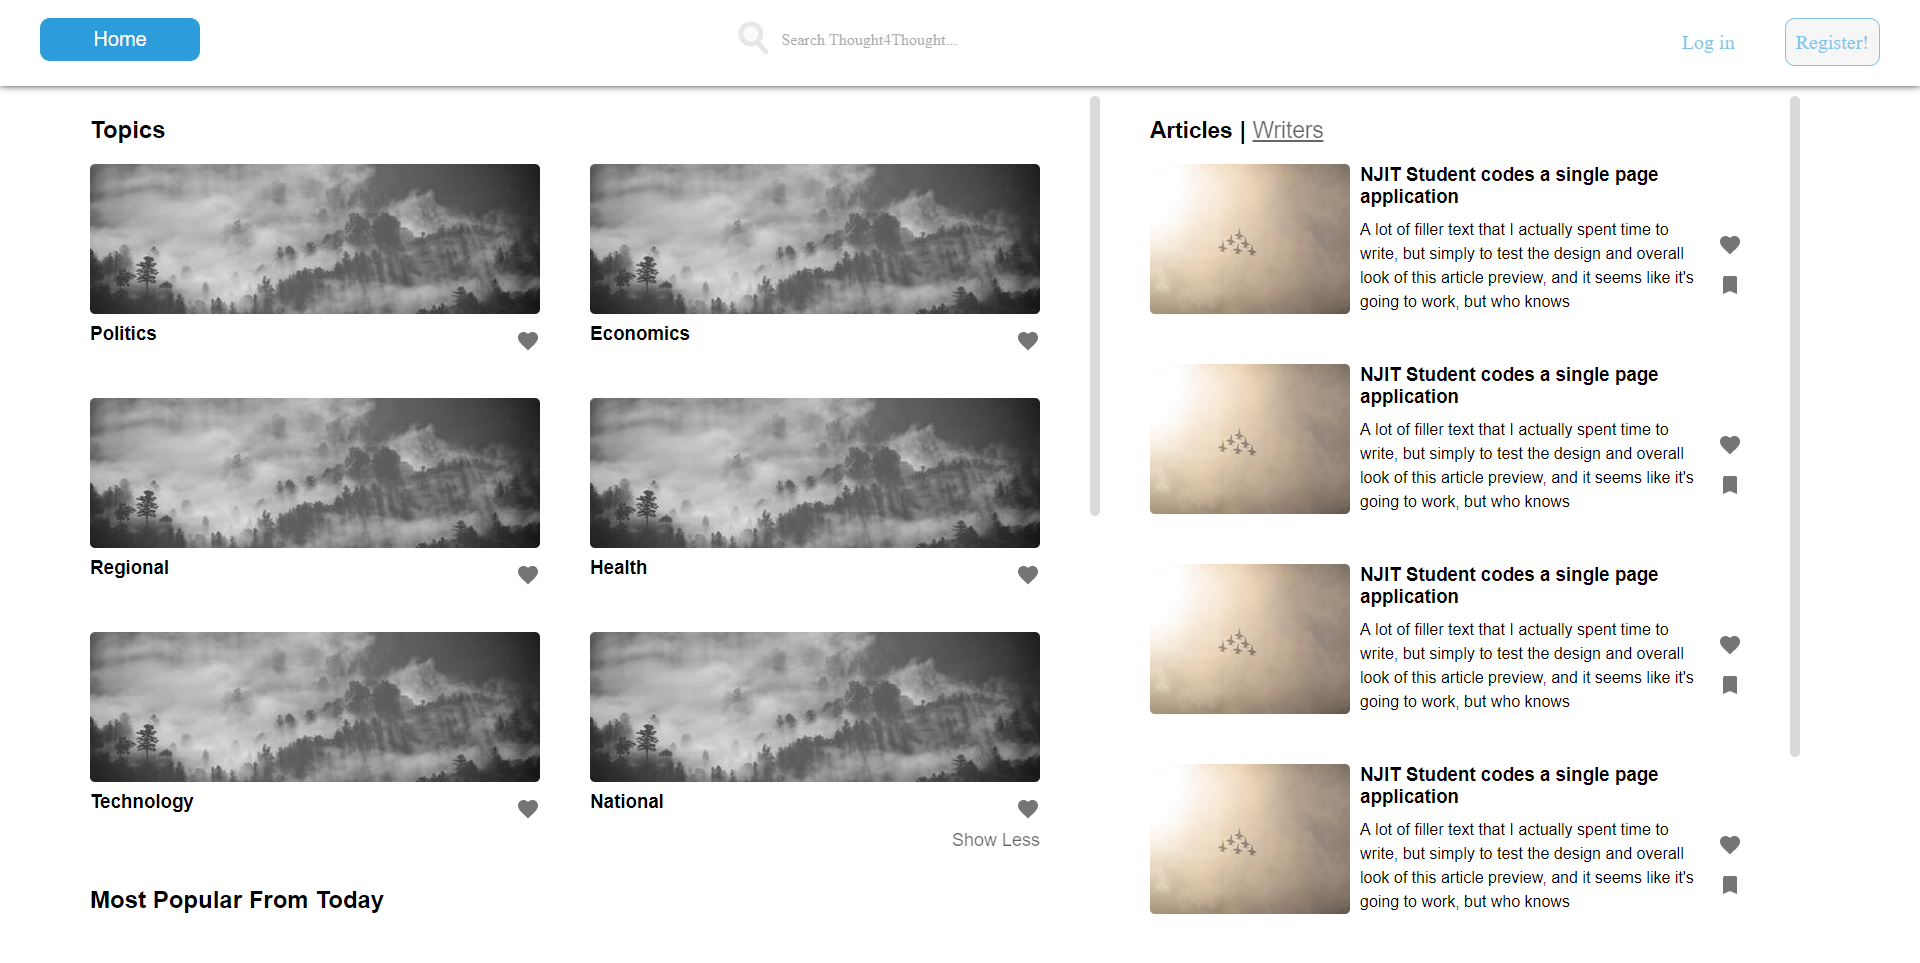 Home
Search Thought4Thought...
Log in
Register!
Topics
Politics
Economics
Regional
Health
Technology
National
Show Less
Most Popular From Today
Articles | Writers
NJIT Student codes a single page
application
A lot of filler text that I actually spent time to
write, but simply to test the design and overall
look of this article preview, and it seems like it's
going to work, but who knows
NJIT Student codes a single page
application
A lot of filler text that I actually spent time to
write, but simply to test the design and overall
look of this article preview, and it seems like it's
going to work, but who knows
NJIT Student codes a single page
application
A lot of filler text that I actually spent time to
write, but simply to test the design and overall
look of this article preview, and it seems like it's
going to work, but who knows
NJIT Student codes a single page
application
A lot of filler text that I actually spent time to
write, but simply to test the design and overall
look of this article preview, and it seems like it's
going to work, but who knows